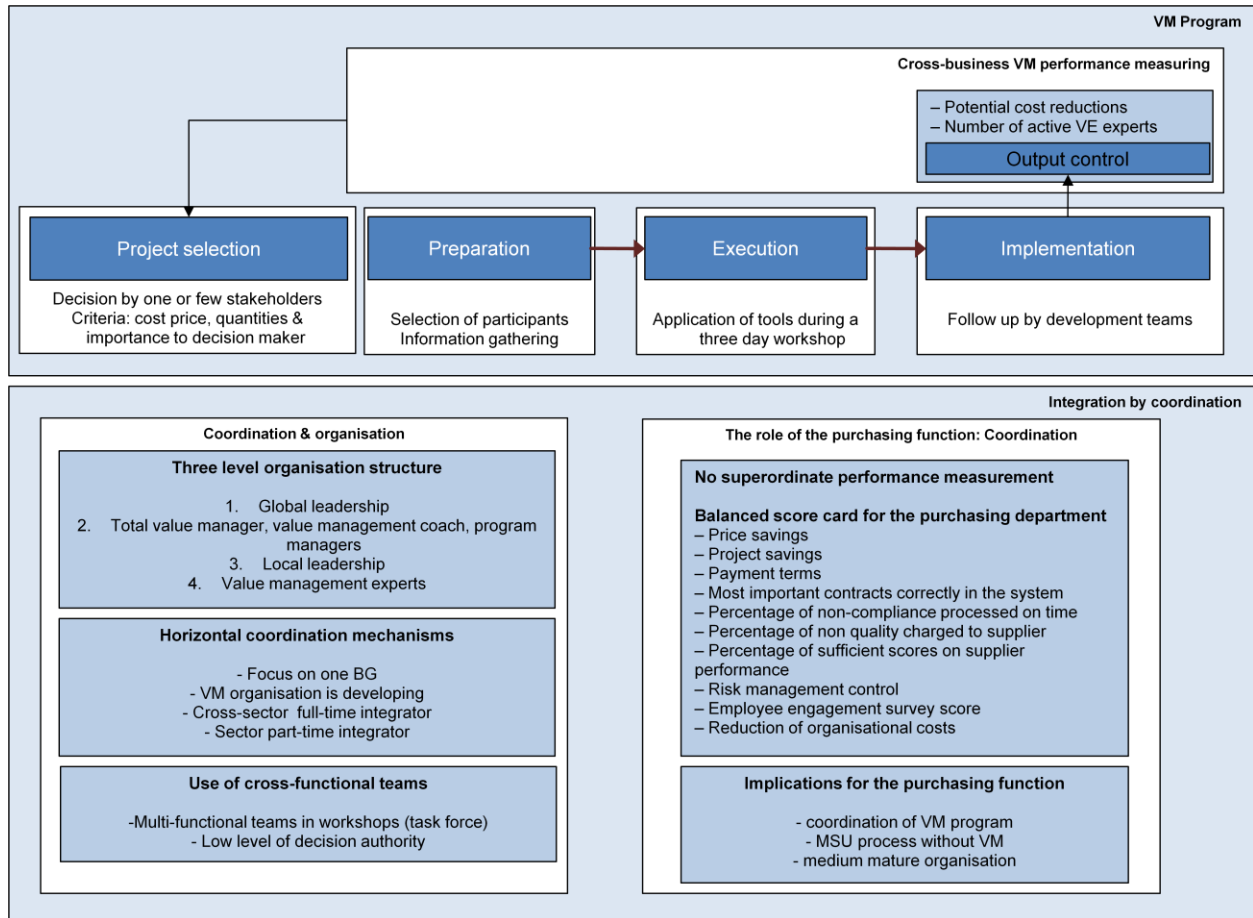 VM Program
Cross-business VM performance measuring
– Potential cost reductions
– Number of active VE experts
Output control
Project selection
Decision by one or few stakeholders
Criteria: cost price, quantities &
importance to decision maker
Preparation
Selection of participants
Information gathering
Execution
Application of tools during a
three day workshop
Implementation
Follow up by development teams
Integration by coordination
Coordination & organisation
Three level organisation structure
1. Global leadership
2. Total value manager, value management coach, program
managers
3. Local leadership
4. Value management experts
Horizontal coordination mechanisms
- Focus on one BG
- VM organisation is developing
- Cross-sector full-time integrator
- Sector part-time integrator
Use of cross-functional teams
-Multi-functional teams in workshops (task force)
- Low level of decision authority
The role of the purchasing function: Coordination
No superordinate performance measurement
Balanced score card for the purchasing department
– Price savings
– Project savings
– Payment terms
– Most important contracts correctly in the system
– Percentage of non-compliance processed on time
– Percentage of non quality charged to supplier
– Percentage of sufficient scores on supplier
performance
– Risk management control
– Employee engagement survey score
– Reduction of organisational costs
Implications for the purchasing function
- coordination of VM program
- MSU process without VM
- medium mature organisation